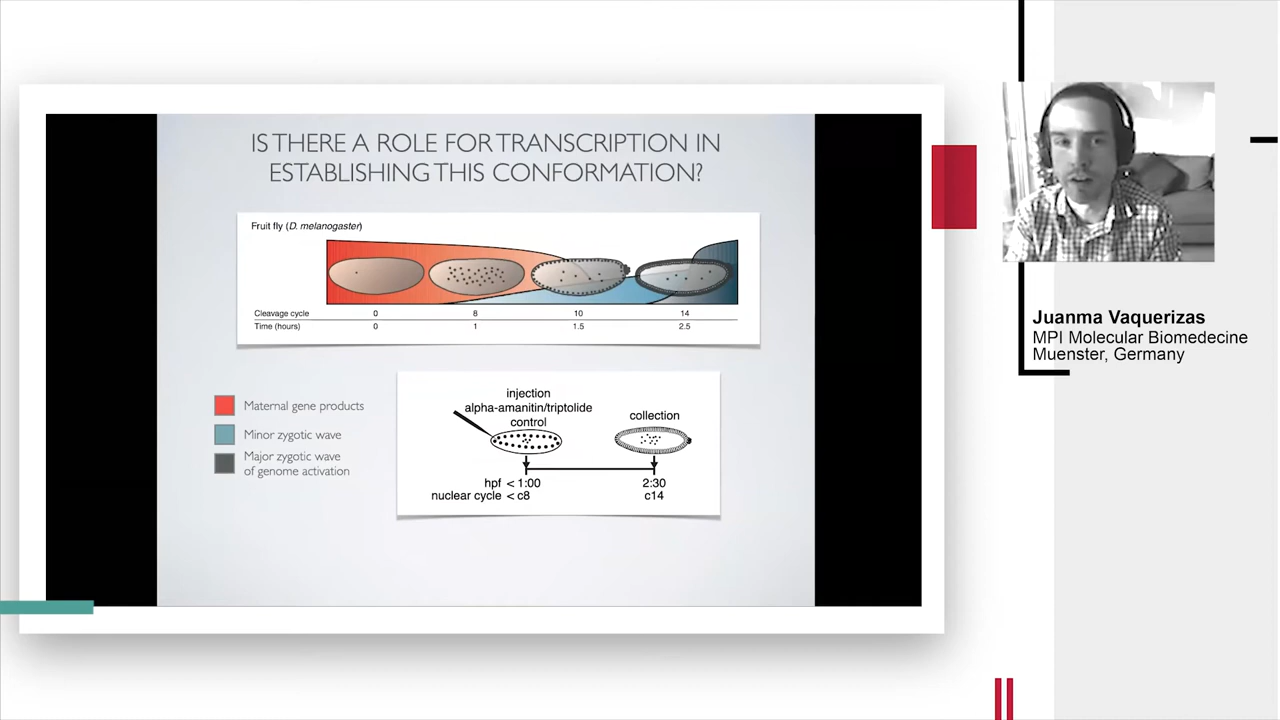 IS THERE A ROLE FOR TRANSCRIPTION IN
ESTABLISHING THIS CONFORMATION?
Fruit fly (D. melanogaster)
Cleavage cycle 0 8 10 14
Time (hours) 0 1 1.5 2.5
Maternal gene products
Minor zygotic wave
Major zygotic wave
of genome activation
injection
alpha-amanitin/triptolide
control
collection
hpf < 1:00 2:30
nuclear cycle < c8 c14
Juanma Vaquerizas
MPI Molecular Biomedecine
Muenster, Germany